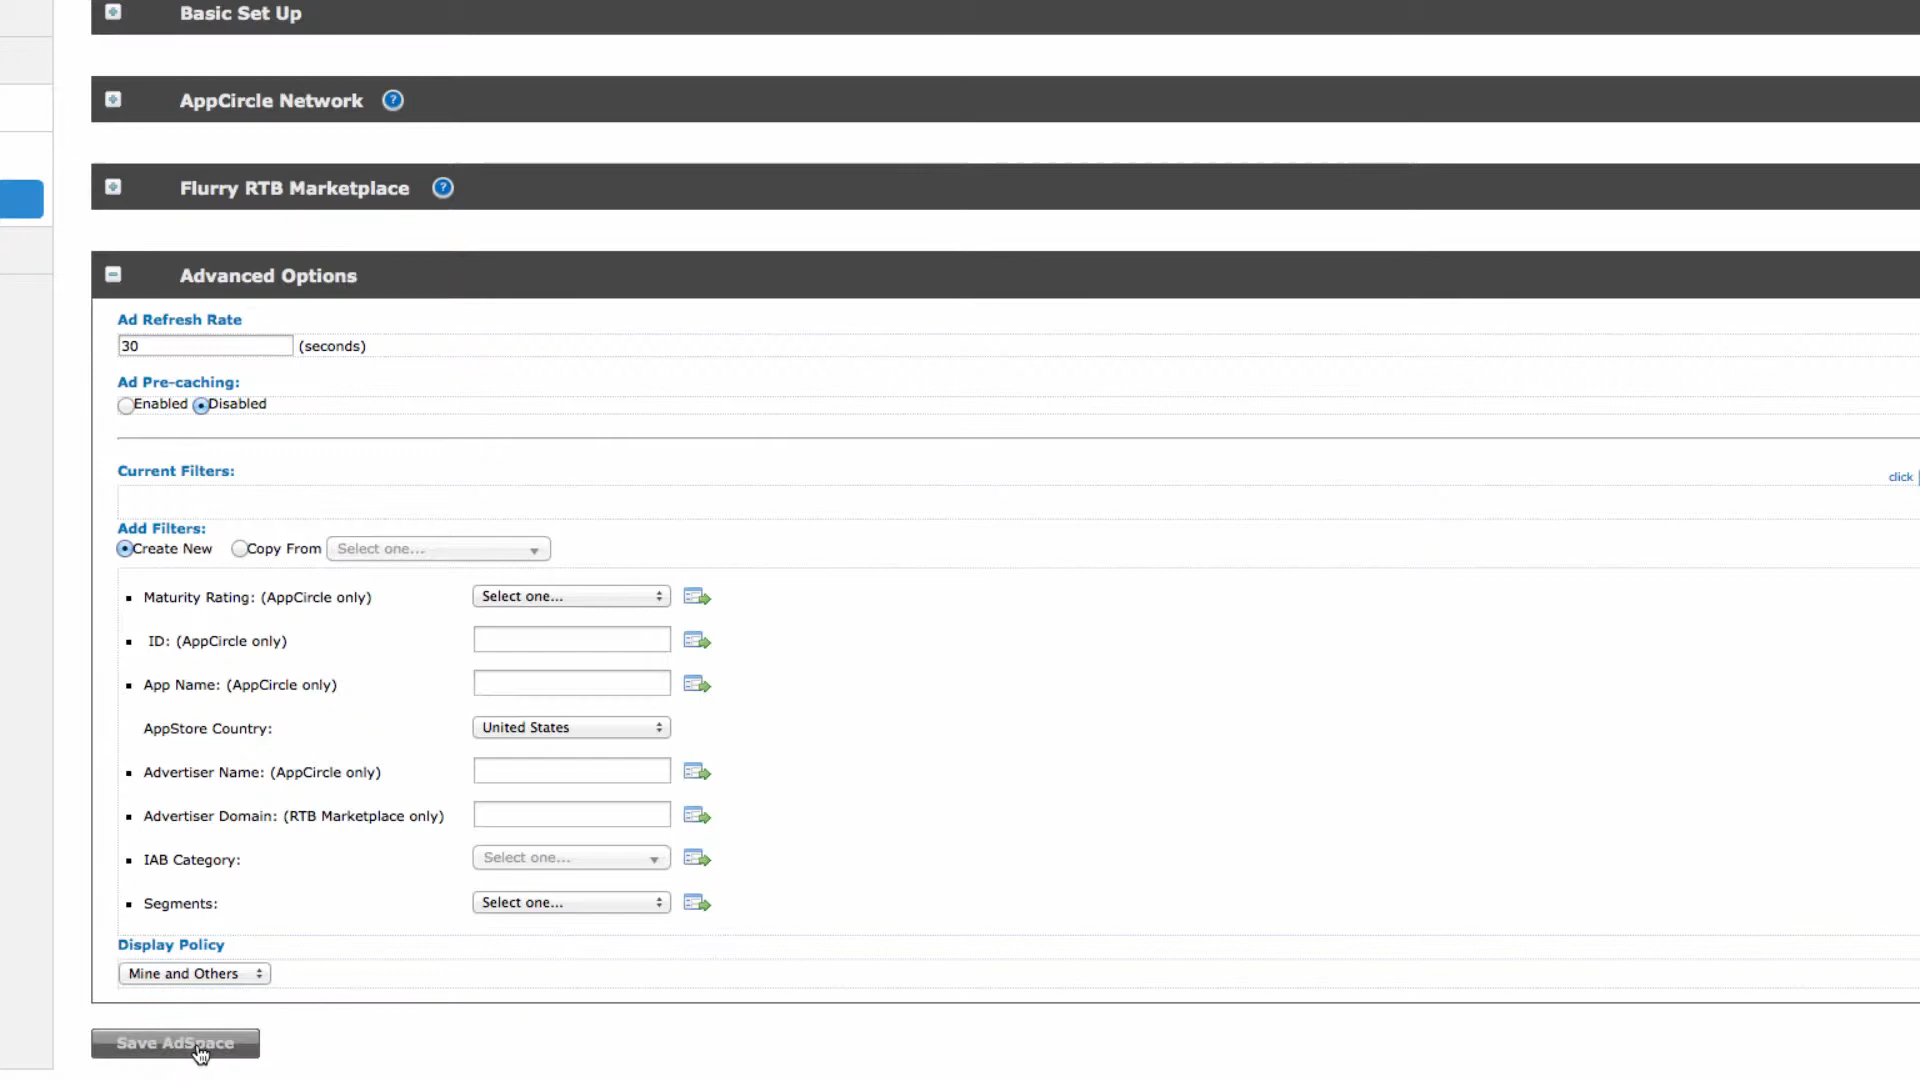 Basic Set Up
AppCircle Network ?
Flurry RTB Marketplace ?
Advanced Options
Ad Refresh Rate
30 (seconds)
Ad Pre-caching:
Enabled Disabled
Current Filters:
click
Add Filters:
Create New Copy From Select one...
Maturity Rating: (AppCircle only) Select one...
ID: (AppCircle only)
App Name: (AppCircle only)
AppStore Country: United States
Advertiser Name: (AppCircle only)
Advertiser Domain: (RTB Marketplace only)
IAB Category: Select one...
Segments: Select one...
Display Policy
Mine and Others
Save AdSpace